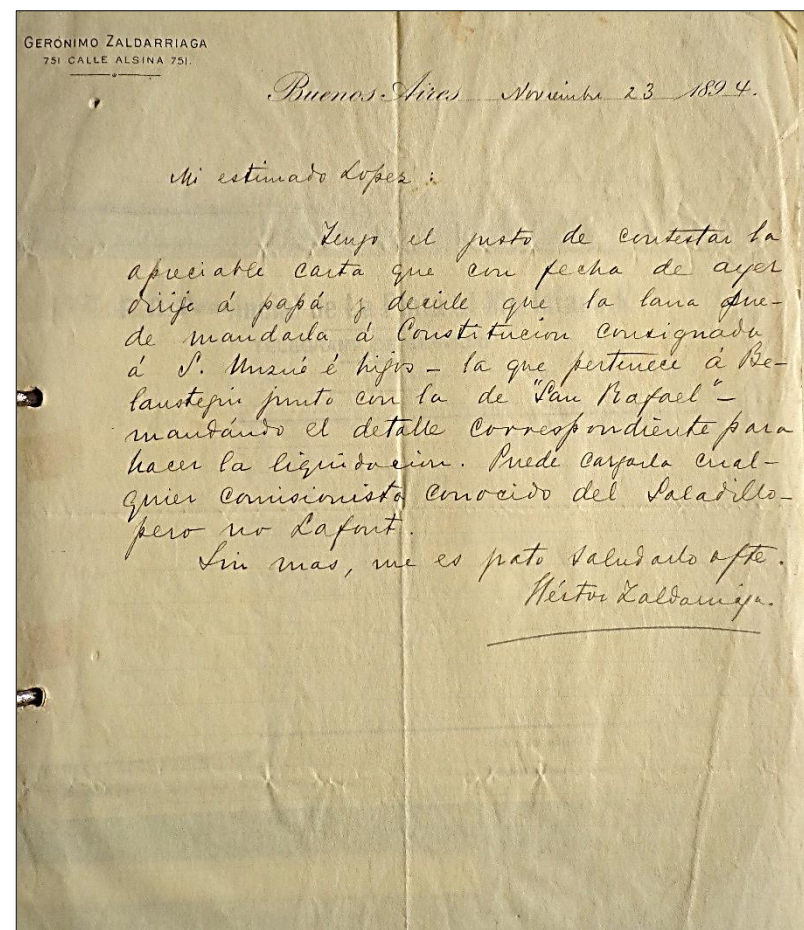 GERÓNIMO ZALDARRIAGA
751 CALLE ALSINA 751.
Buenos Aires Noviembre 23 1894.
Mi estimado Lopez :
Tengo el gusto de contestar la
apreciable carta que con fecha de ayer
dirije á papá y decirle que la lana pue-
de mandarla á Constitucion consignada
á S. Unzué é hijos – la que pertenece á Be-
laustegui junto con la de "San Rafael" –
mandándo el detalle correspondiente para
hacer la liquidacion. Puede cargarla cual-
quier comisionista conocido del Saladillo –
pero no Lafont.
Sin mas, me es grato saludarlo afte.
Héctor Zaldarriaga.